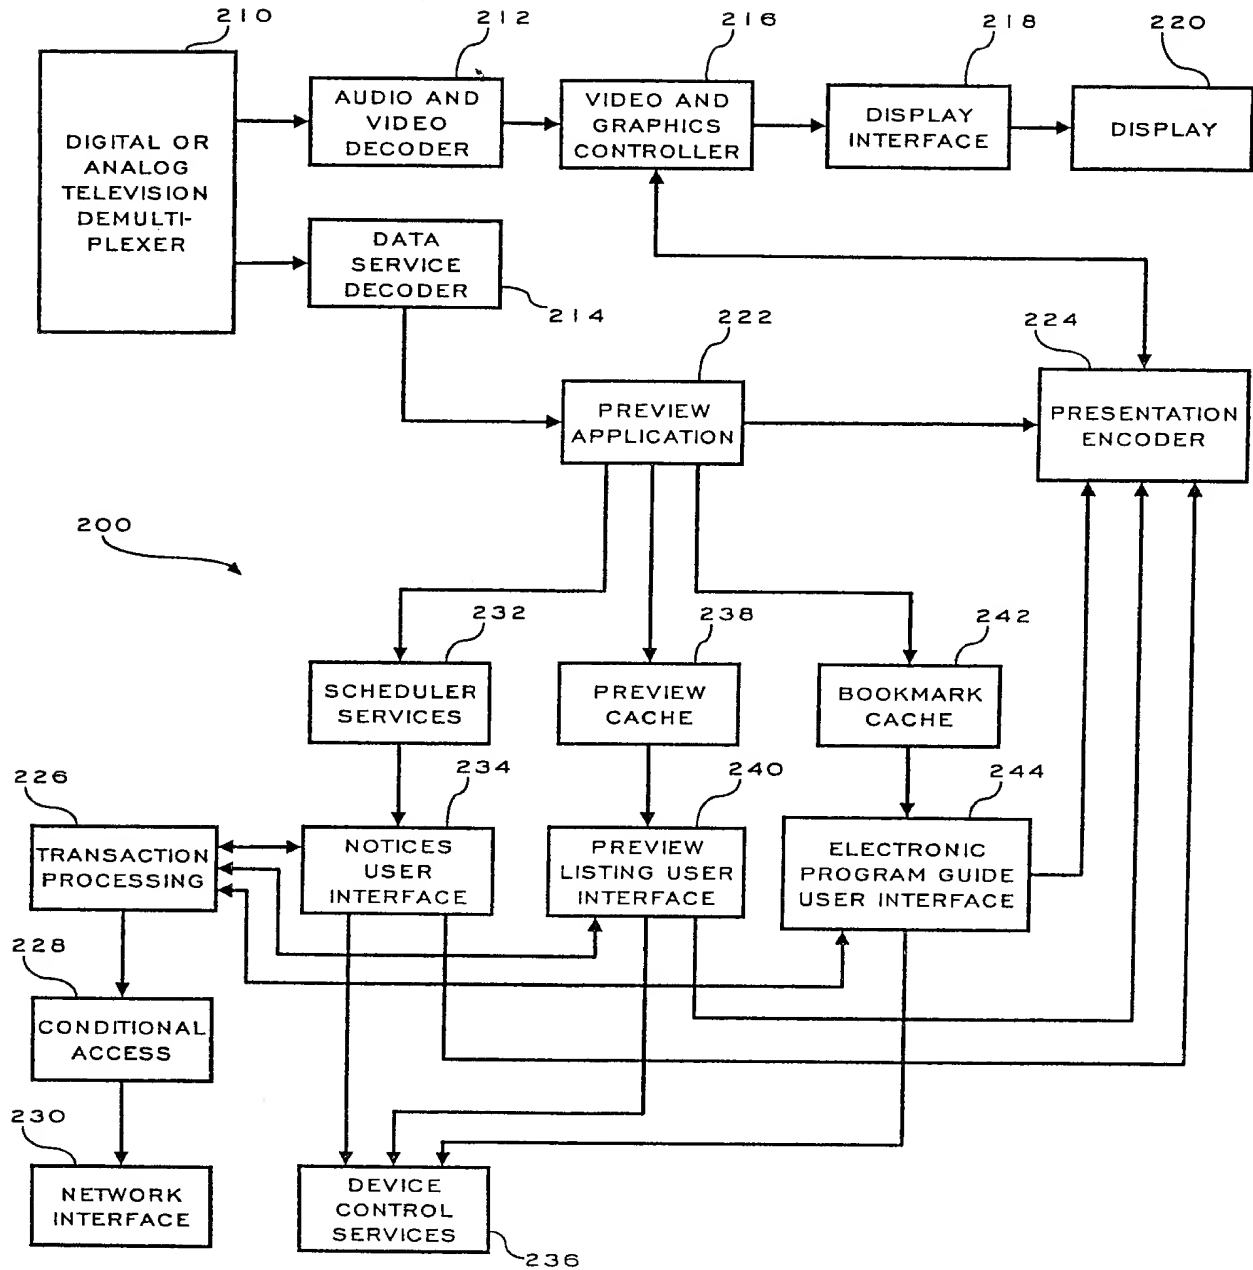 210
212
216
218
220
DIGITAL OR
ANALOG
TELEVISION
DEMULTI-
PLEXER
AUDIO AND
VIDEO
DECODER
VIDEO AND
GRAPHICS
CONTROLLER
DISPLAY
INTERFACE
DISPLAY
DATA
SERVICE
DECODER
214
222
224
PREVIEW
APPLICATION
PRESENTATION
ENCODER
200
232
238
242
SCHEDULER
SERVICES
PREVIEW
CACHE
BOOKMARK
CACHE
226
234
240
244
TRANSACTION
PROCESSING
NOTICES
USER
INTERFACE
PREVIEW
LISTING USER
INTERFACE
ELECTRONIC
PROGRAM GUIDE
USER INTERFACE
228
CONDITIONAL
ACCESS
230
NETWORK
INTERFACE
DEVICE
CONTROL
SERVICES
236